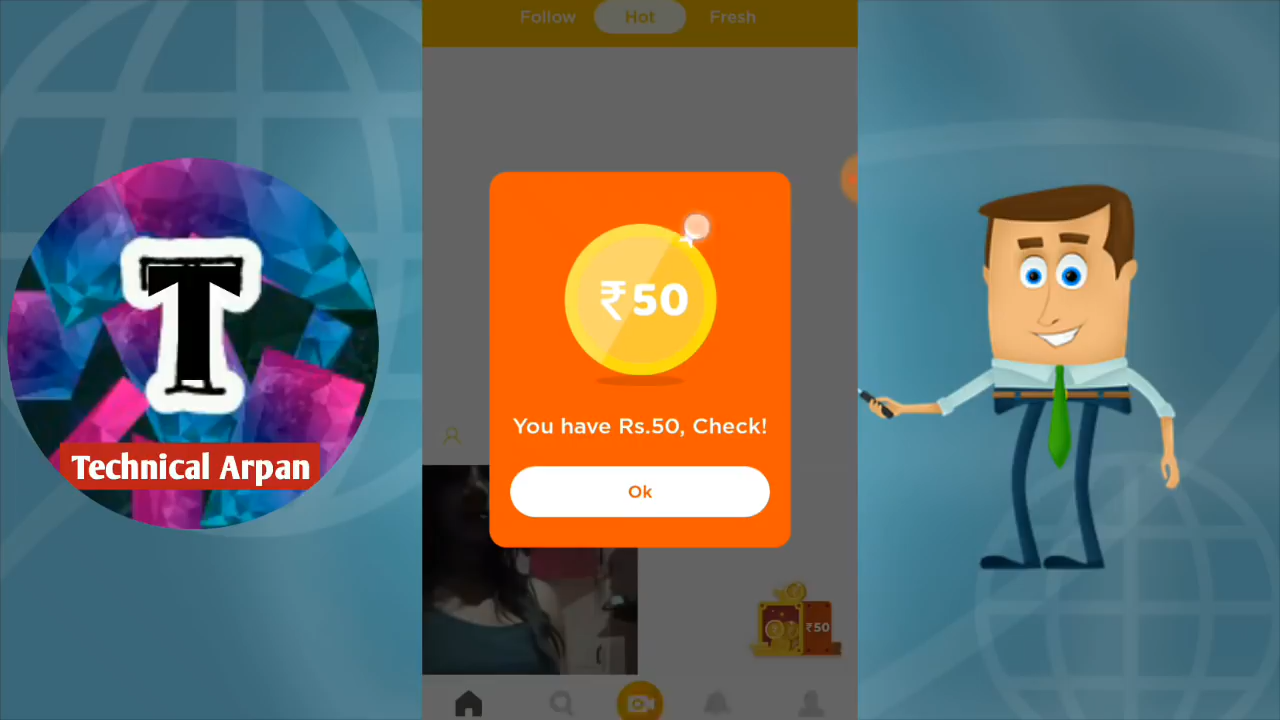 Follow Hot Fresh
T
Technical Arpan
₹50
You have Rs.50, Check!
Ok
₹50